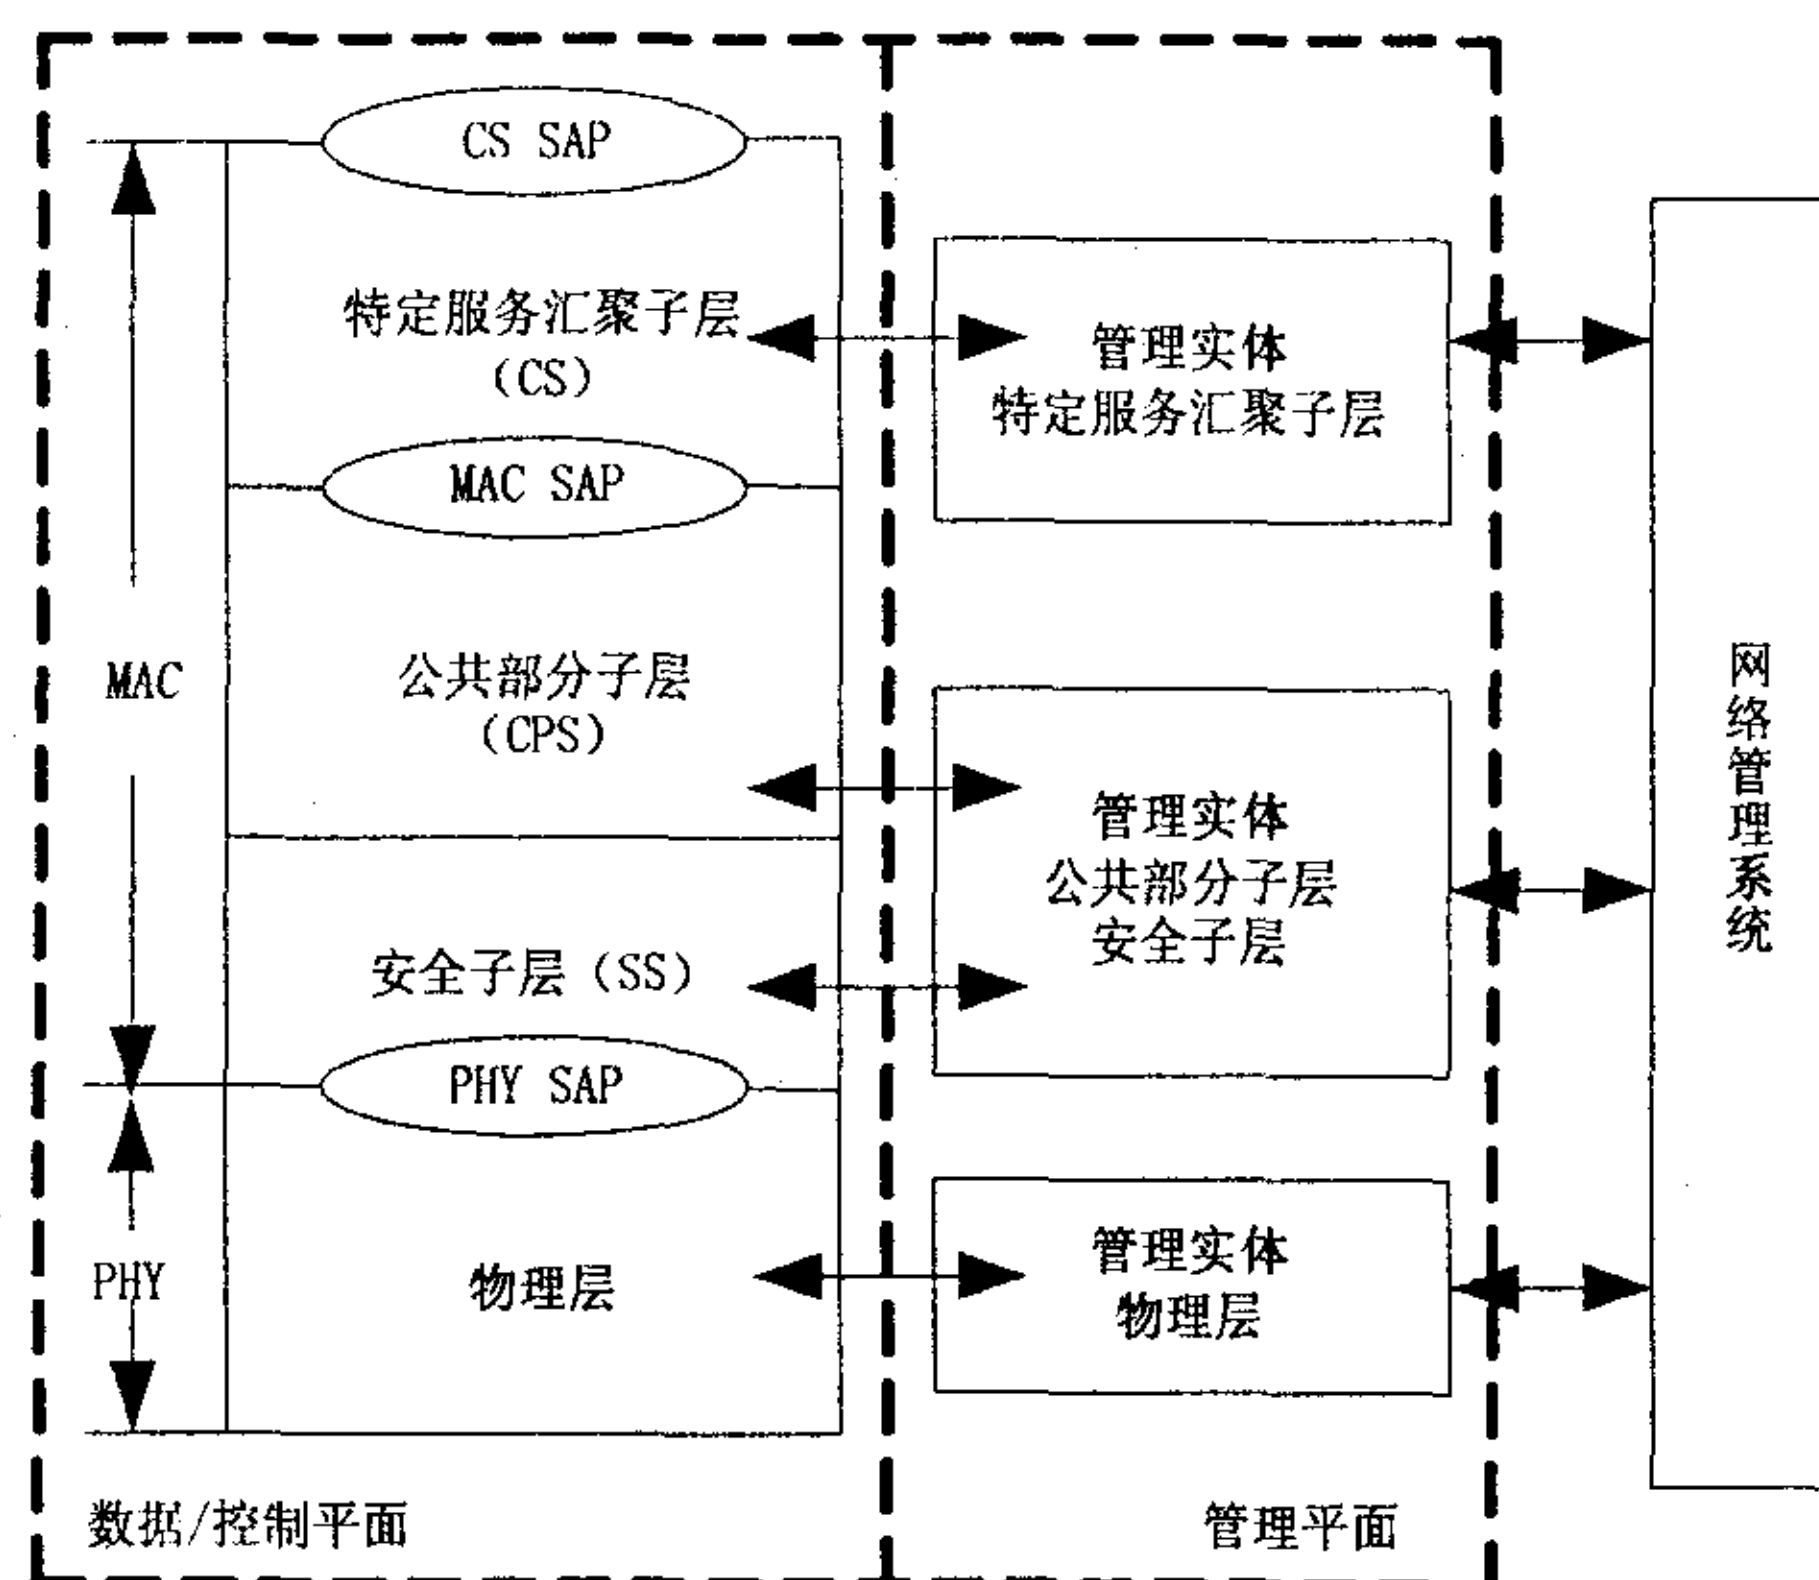 CS SAP
特定服务汇聚子层
（CS）
MAC SAP
MAC
公共部分子层
（CPS）
安全子层（SS）
PHY SAP
PHY
物理层
数据/控制平面
管理实体
特定服务汇聚子层
管理实体
公共部分子层
安全子层
管理实体
物理层
管理平面
网络管理系统